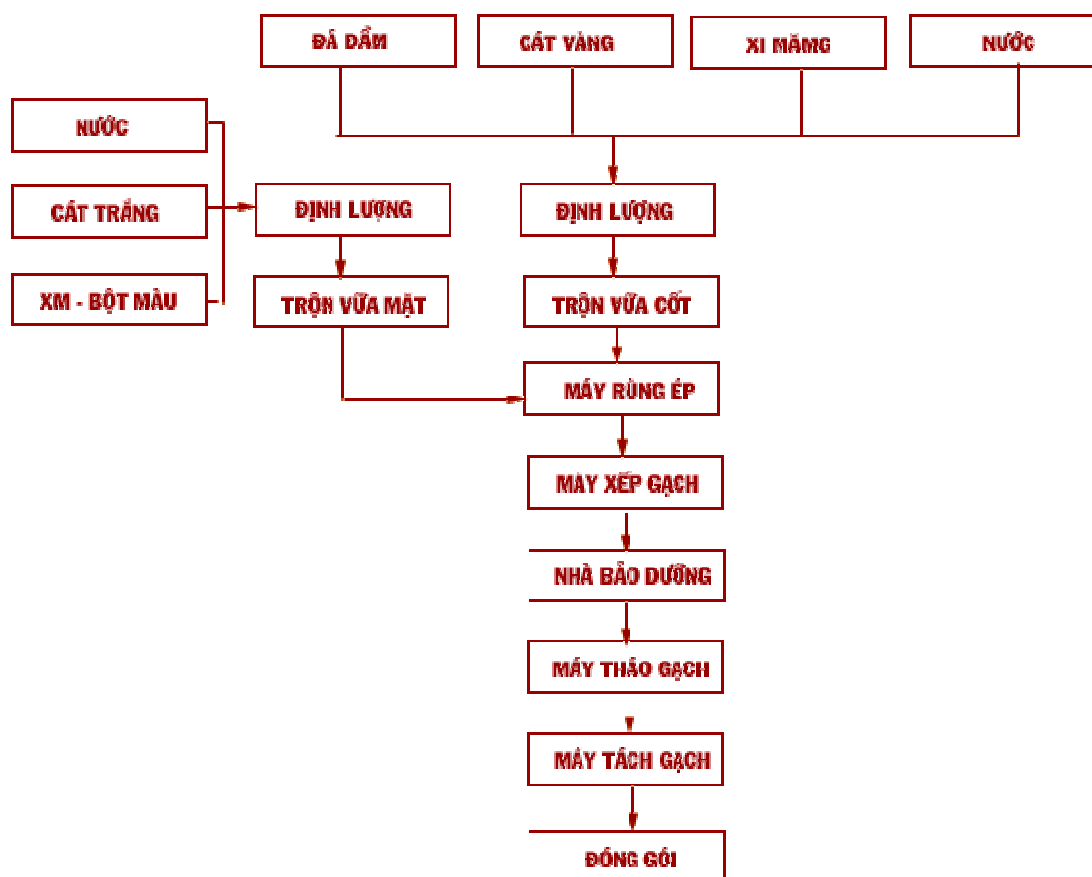 ĐÁ DĂM
CÁT VÀNG
XI MĂMG
NƯỚC
NƯỚC
CÁT TRẮNG
ĐỊNH LƯỢNG
ĐỊNH LƯỢNG
XM - BỘT MÀU
TRỘN VỮA MẶT
TRỘN VỮA CỐT
MÁY RÙNG ÉP
MÁY XẾP GẠCH
NHÀ BẢO DƯỠNG
MÁY THÁO GẠCH
MÁY TÁCH GẠCH
ĐÓNG GÓI